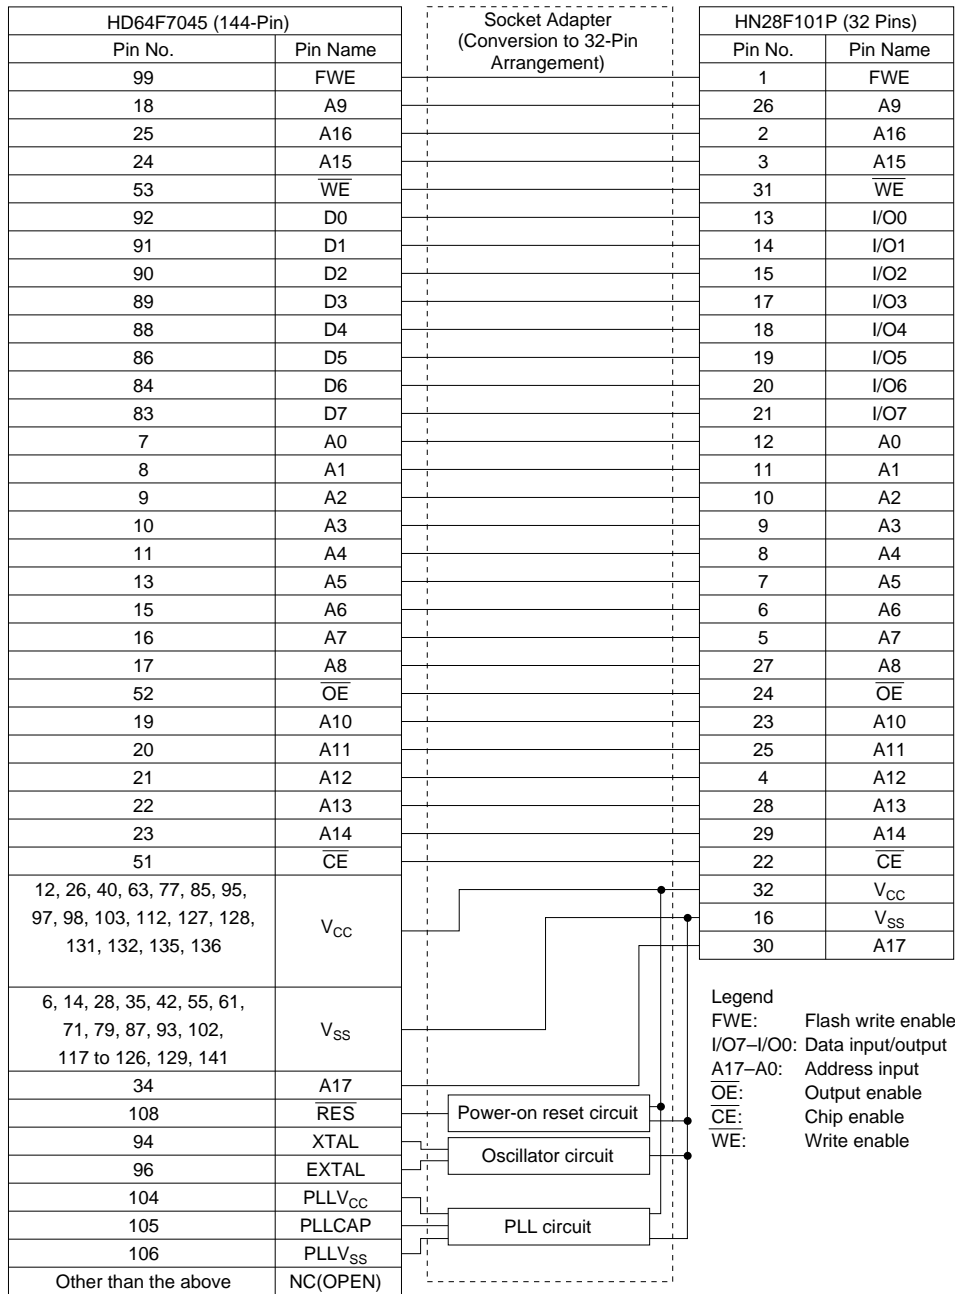 HD64F7045 (144-Pin)
Socket Adapter
(Conversion to 32-Pin
Arrangement)
HN28F101P (32 Pins)
Pin No. Pin Name Pin No. Pin Name
99 FWE 1 FWE
18 A9 26 A9
25 A16 2 A16
24 A15 3 A15
53 W̅E̅ 31 W̅E̅
92 D0 13 I/O0
91 D1 14 I/O1
90 D2 15 I/O2
89 D3 17 I/O3
88 D4 18 I/O4
86 D5 19 I/O5
84 D6 20 I/O6
83 D7 21 I/O7
7 A0 12 A0
8 A1 11 A1
9 A2 10 A2
10 A3 9 A3
11 A4 8 A4
13 A5 7 A5
15 A6 6 A6
16 A7 5 A7
17 A8 27 A8
52 O̅E̅ 24 O̅E̅
19 A10 23 A10
20 A11 25 A11
21 A12 4 A12
22 A13 28 A13
23 A14 29 A14
51 C̅E̅ 22 C̅E̅
12, 26, 40, 63, 77, 85, 95,
97, 98, 103, 112, 127, 128,
131, 132, 135, 136
VCC
32 VCC
16 VSS
30 A17
6, 14, 28, 35, 42, 55, 61,
71, 79, 87, 93, 102,
117 to 126, 129, 141
VSS
34 A17
108 R̅E̅S̅
94 XTAL
96 EXTAL
104 PLLVCC
105 PLLCAP
106 PLLVSS
Other than the above NC(OPEN)
Power-on reset circuit
Oscillator circuit
PLL circuit
Legend
FWE: Flash write enable
I/O7–I/O0: Data input/output
A17–A0: Address input
O̅E̅: Output enable
C̅E̅: Chip enable
W̅E̅: Write enable